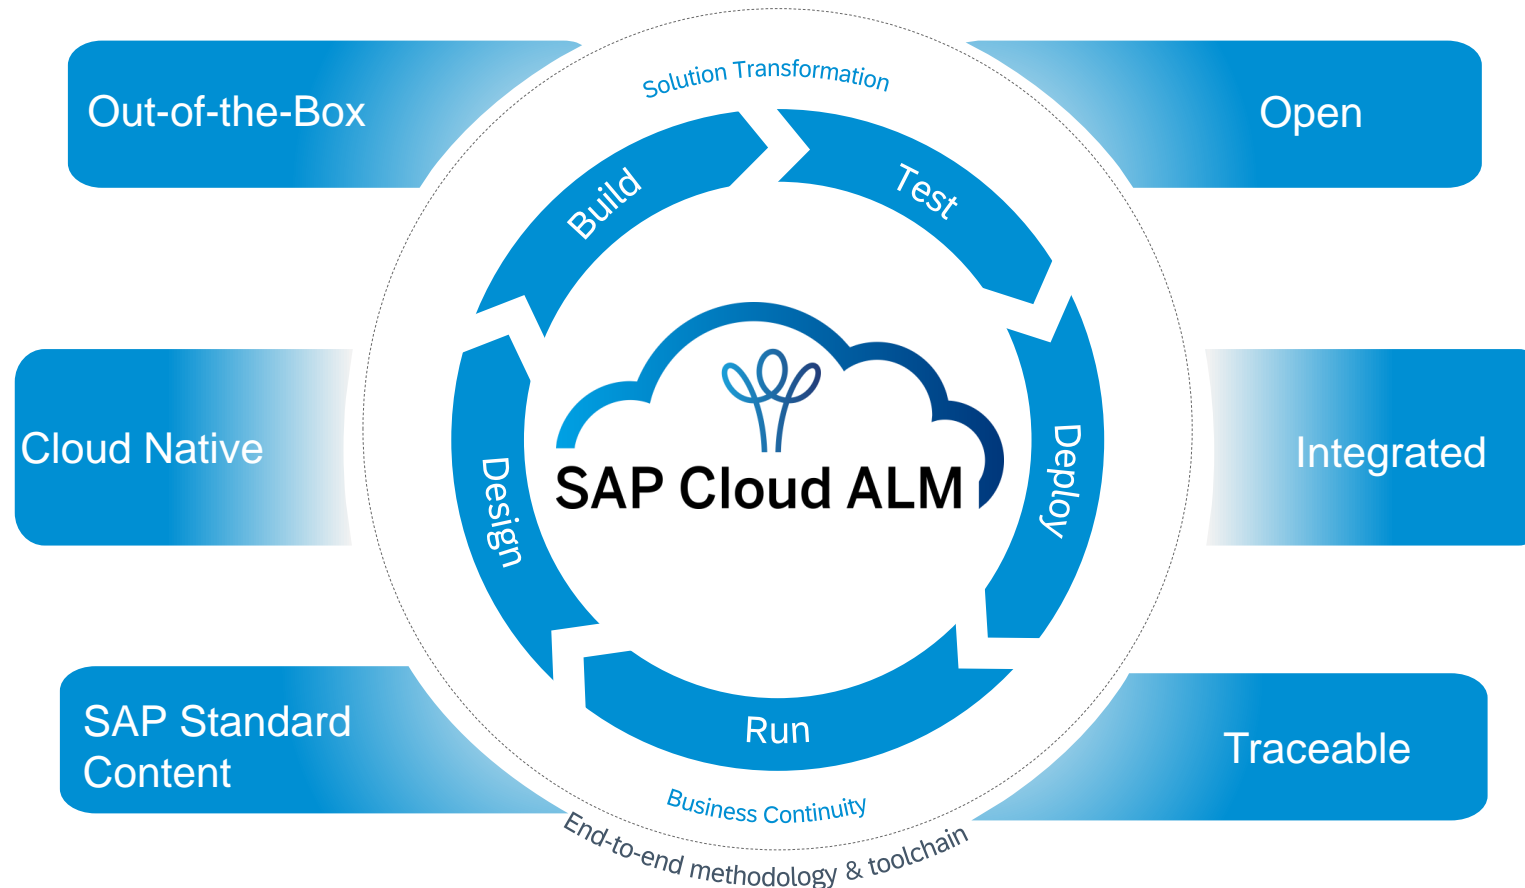 Solution Transformation
Out-of-the-Box
Open
Build
Test
Cloud Native
SAP Cloud ALM
Integrated
Design
Deploy
SAP Standard
Content
Run
Traceable
Business Continuity
End-to-end methodology & toolchain